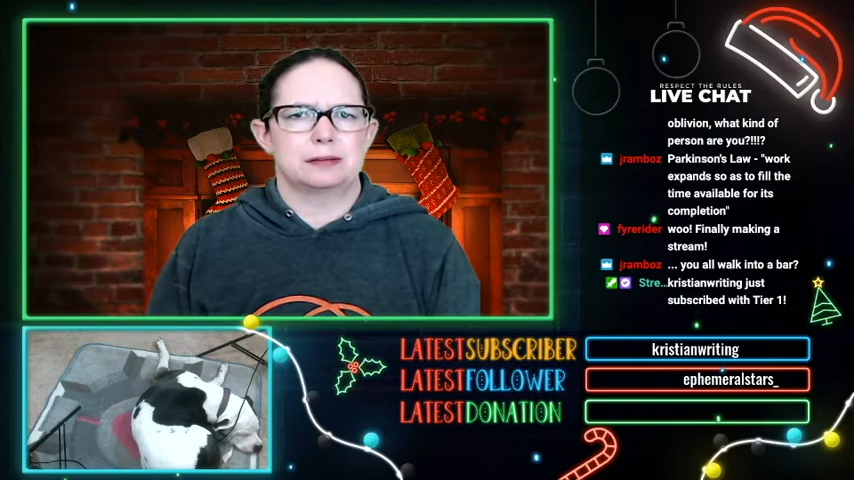 RESPECT THE RULES
LIVE CHAT
oblivion, what kind of
person are you?!!!?
jramboz Parkinson's Law - "work
expands so as to fill the
time available for its
completion"
fyrerider woo! Finally making a
stream!
jramboz ... you all walk into a bar?
Stre... kristianwriting just
subscribed with Tier 1!
LATESTSUBSCRIBER kristianwriting
LATESTFOLLOWER ephemeralstars_
LATESTDONATION